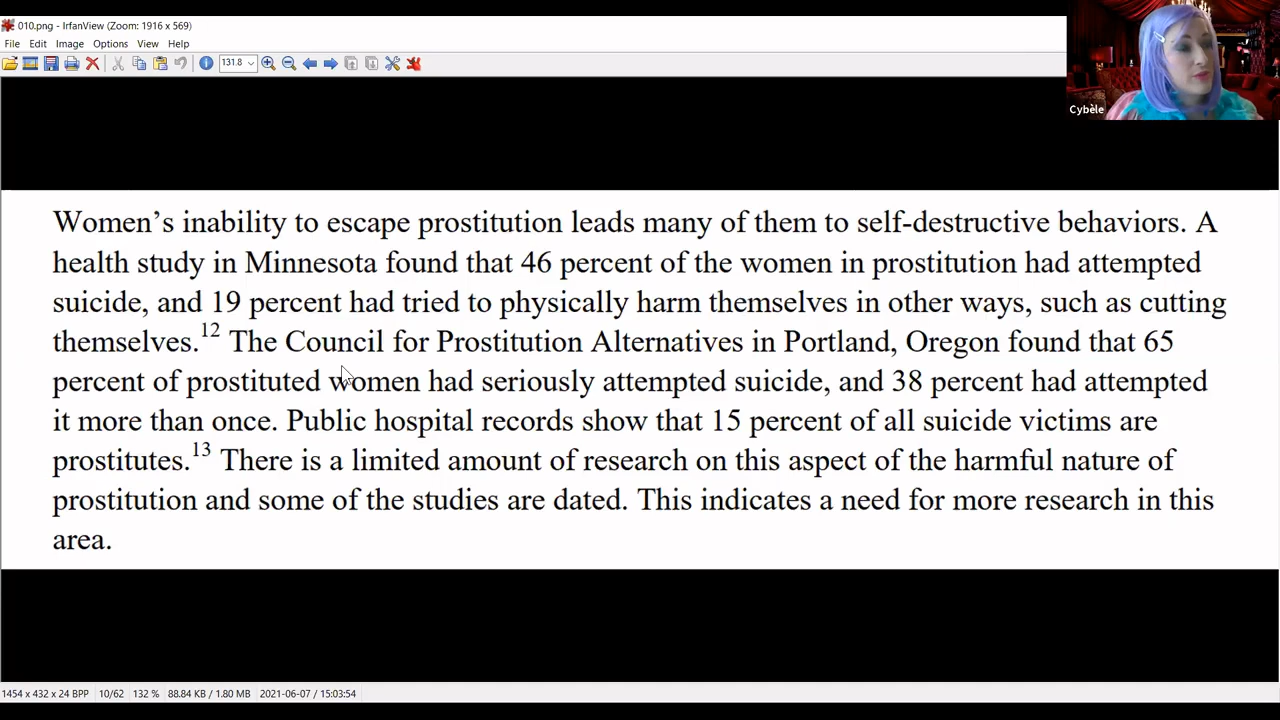 010.png - IrfanView (Zoom: 1916 x 569)
File Edit Image Options View Help
131.8
Cybèle
Women’s inability to escape prostitution leads many of them to self-destructive behaviors. A
health study in Minnesota found that 46 percent of the women in prostitution had attempted
suicide, and 19 percent had tried to physically harm themselves in other ways, such as cutting
themselves.12 The Council for Prostitution Alternatives in Portland, Oregon found that 65
percent of prostituted women had seriously attempted suicide, and 38 percent had attempted
it more than once. Public hospital records show that 15 percent of all suicide victims are
prostitutes.13 There is a limited amount of research on this aspect of the harmful nature of
prostitution and some of the studies are dated. This indicates a need for more research in this
area.
1454 x 432 x 24 BPP 10/62 132 % 88.84 KB / 1.80 MB 2021-06-07 / 15:03:54